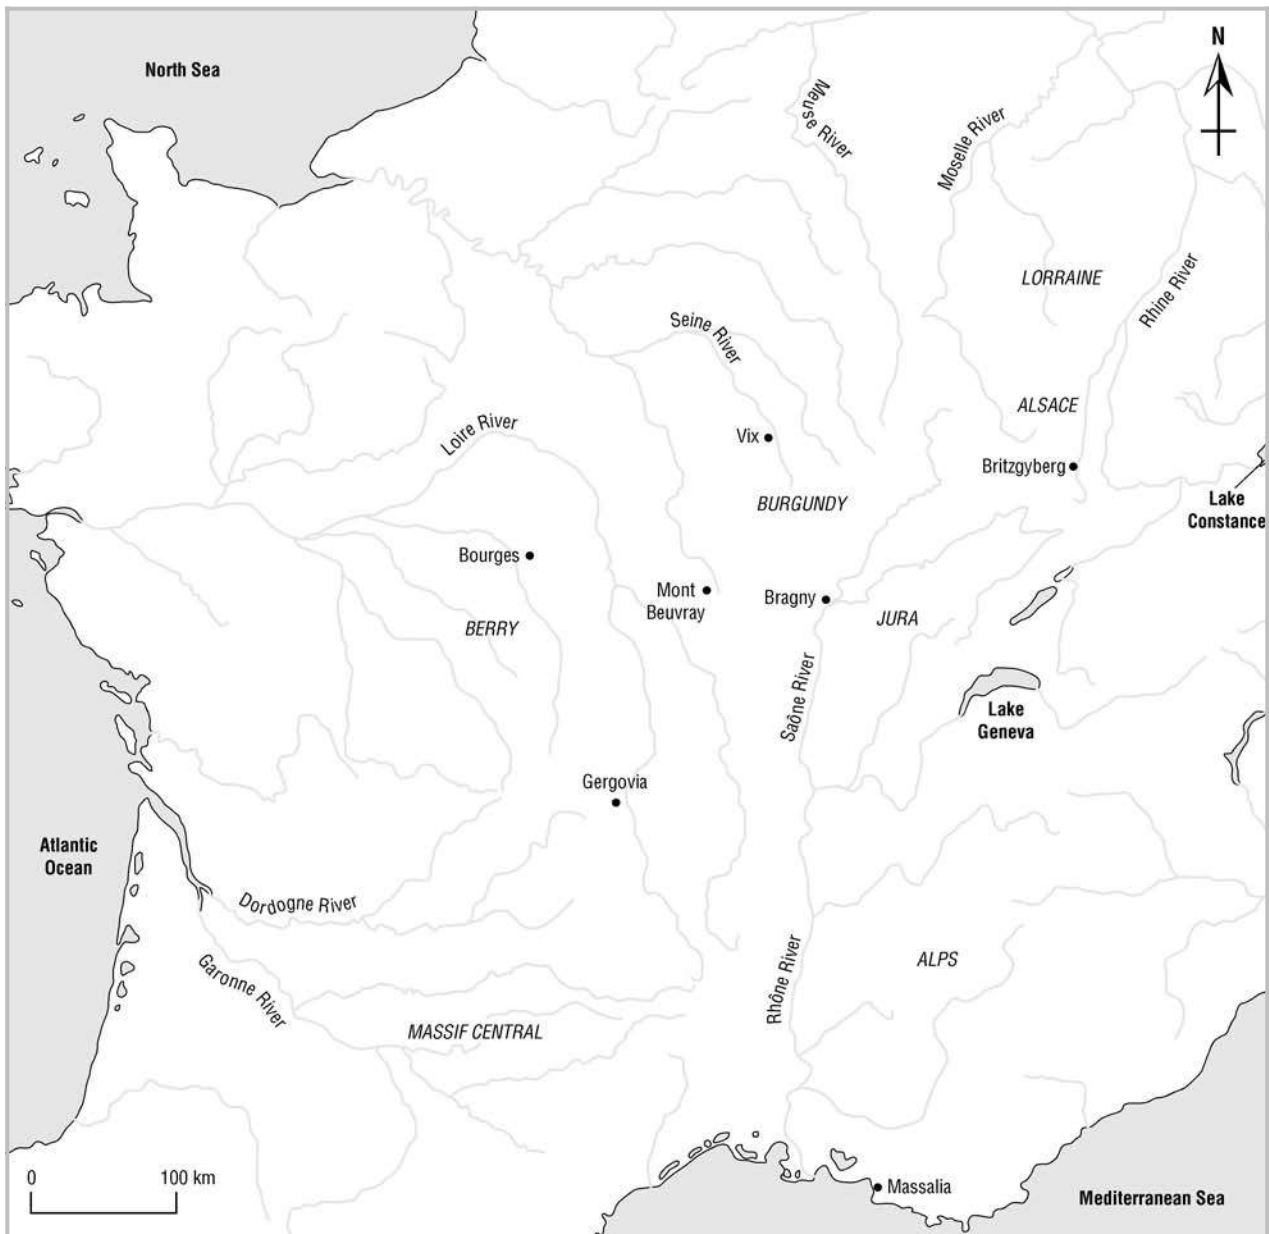 North Sea
N
Meuse River
Moselle River
LORRAINE
Rhine River
Seine River
ALSACE
Loire River
Vix
Britzgyberg
BURGUNDY
Lake
Constance
Bourges
Mont
Beuvray
Bragny
BERRY
JURA
Saône River
Lake
Geneva
Gergovia
Atlantic
Ocean
Dordogne River
Garonne River
Rhône River
ALPS
MASSIF CENTRAL
0 100 km
Massalia
Mediterranean Sea